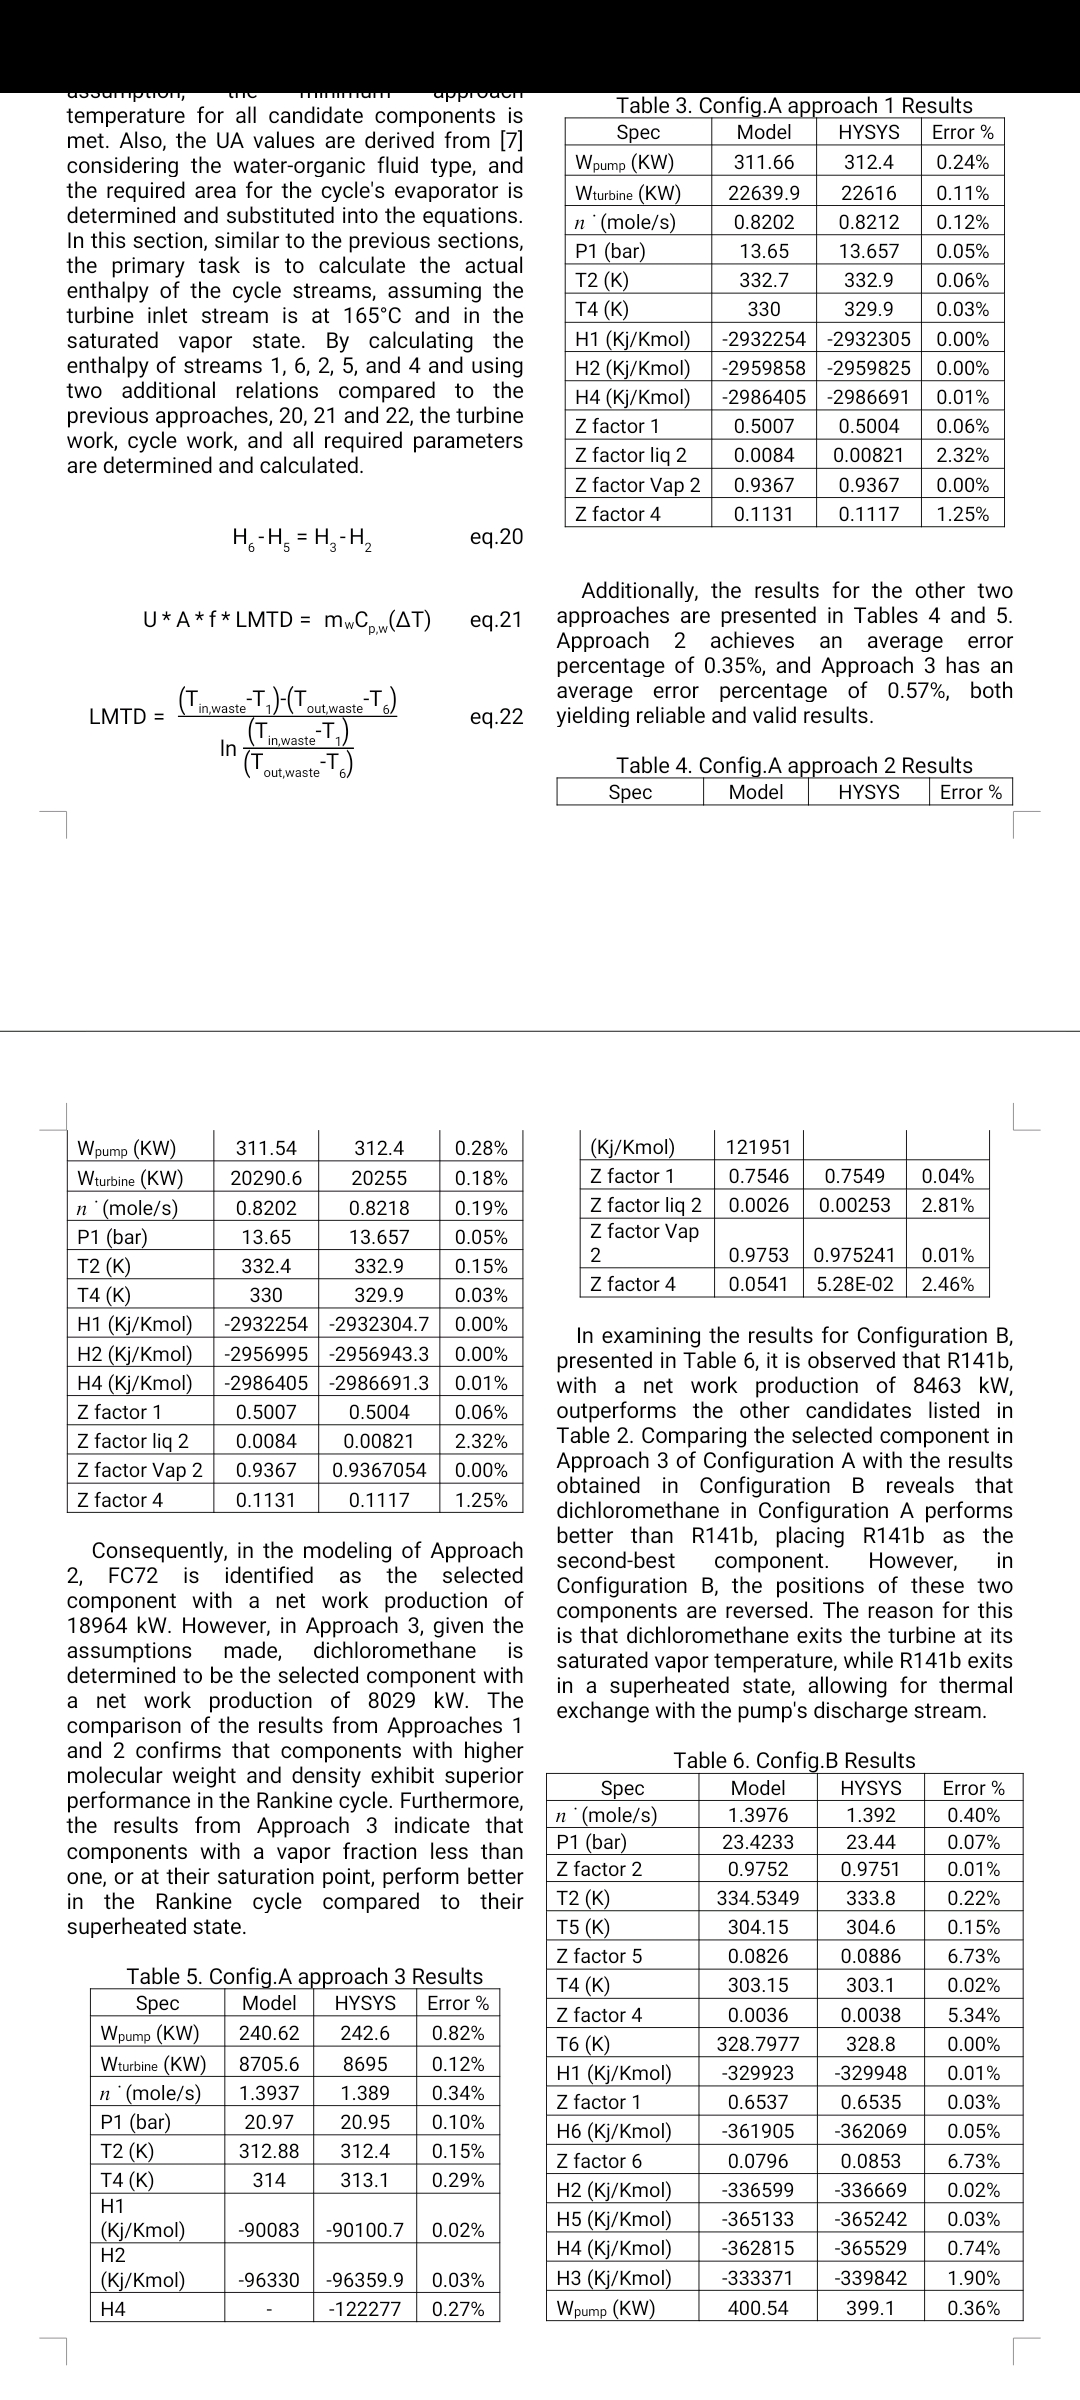 assumption, the minimum approach
temperature for all candidate components is
met. Also, the UA values are derived from [7]
considering the water-organic fluid type, and
the required area for the cycle's evaporator is
determined and substituted into the equations.
In this section, similar to the previous sections,
the primary task is to calculate the actual
enthalpy of the cycle streams, assuming the
turbine inlet stream is at 165°C and in the
saturated vapor state. By calculating the
enthalpy of streams 1, 6, 2, 5, and 4 and using
two additional relations compared to the
previous approaches, 20, 21 and 22, the turbine
work, cycle work, and all required parameters
are determined and calculated.
H6-H5 = H3-H2 eq.20
U * A * f * LMTD = mwCp,w(ΔT) eq.21
LMTD = (Tin,waste-T1)-(Tout,waste-T6) eq.22
ln (Tin,waste-T1)
(Tout,waste-T6)
Table 3. Config.A approach 1 Results
Spec Model HYSYS Error %
Wpump (KW) 311.66 312.4 0.24%
Wturbine (KW) 22639.9 22616 0.11%
n ˙ (mole/s) 0.8202 0.8212 0.12%
P1 (bar) 13.65 13.657 0.05%
T2 (K) 332.7 332.9 0.06%
T4 (K) 330 329.9 0.03%
H1 (Kj/Kmol) -2932254 -2932305 0.00%
H2 (Kj/Kmol) -2959858 -2959825 0.00%
H4 (Kj/Kmol) -2986405 -2986691 0.01%
Z factor 1 0.5007 0.5004 0.06%
Z factor liq 2 0.0084 0.00821 2.32%
Z factor Vap 2 0.9367 0.9367 0.00%
Z factor 4 0.1131 0.1117 1.25%
Additionally, the results for the other two
approaches are presented in Tables 4 and 5.
Approach 2 achieves an average error
percentage of 0.35%, and Approach 3 has an
average error percentage of 0.57%, both
yielding reliable and valid results.
Table 4. Config.A approach 2 Results
Spec Model HYSYS Error %
Wpump (KW) 311.54 312.4 0.28%
Wturbine (KW) 20290.6 20255 0.18%
n ˙ (mole/s) 0.8202 0.8218 0.19%
P1 (bar) 13.65 13.657 0.05%
T2 (K) 332.4 332.9 0.15%
T4 (K) 330 329.9 0.03%
H1 (Kj/Kmol) -2932254 -2932304.7 0.00%
H2 (Kj/Kmol) -2956995 -2956943.3 0.00%
H4 (Kj/Kmol) -2986405 -2986691.3 0.01%
Z factor 1 0.5007 0.5004 0.06%
Z factor liq 2 0.0084 0.00821 2.32%
Z factor Vap 2 0.9367 0.9367054 0.00%
Z factor 4 0.1131 0.1117 1.25%
Consequently, in the modeling of Approach
2, FC72 is identified as the selected
component with a net work production of
18964 kW. However, in Approach 3, given the
assumptions made, dichloromethane is
determined to be the selected component with
a net work production of 8029 kW. The
comparison of the results from Approaches 1
and 2 confirms that components with higher
molecular weight and density exhibit superior
performance in the Rankine cycle. Furthermore,
the results from Approach 3 indicate that
components with a vapor fraction less than
one, or at their saturation point, perform better
in the Rankine cycle compared to their
superheated state.
Table 5. Config.A approach 3 Results
Spec Model HYSYS Error %
Wpump (KW) 240.62 242.6 0.82%
Wturbine (KW) 8705.6 8695 0.12%
n ˙ (mole/s) 1.3937 1.389 0.34%
P1 (bar) 20.97 20.95 0.10%
T2 (K) 312.88 312.4 0.15%
T4 (K) 314 313.1 0.29%
H1
(Kj/Kmol) -90083 -90100.7 0.02%
H2
(Kj/Kmol) -96330 -96359.9 0.03%
H4 - -122277 0.27%
(Kj/Kmol) 121951
Z factor 1 0.7546 0.7549 0.04%
Z factor liq 2 0.0026 0.00253 2.81%
Z factor Vap
2 0.9753 0.975241 0.01%
Z factor 4 0.0541 5.28E-02 2.46%
In examining the results for Configuration B,
presented in Table 6, it is observed that R141b,
with a net work production of 8463 kW,
outperforms the other candidates listed in
Table 2. Comparing the selected component in
Approach 3 of Configuration A with the results
obtained in Configuration B reveals that
dichloromethane in Configuration A performs
better than R141b, placing R141b as the
second-best component. However, in
Configuration B, the positions of these two
components are reversed. The reason for this
is that dichloromethane exits the turbine at its
saturated vapor temperature, while R141b exits
in a superheated state, allowing for thermal
exchange with the pump's discharge stream.
Table 6. Config.B Results
Spec Model HYSYS Error %
n ˙ (mole/s) 1.3976 1.392 0.40%
P1 (bar) 23.4233 23.44 0.07%
Z factor 2 0.9752 0.9751 0.01%
T2 (K) 334.5349 333.8 0.22%
T5 (K) 304.15 304.6 0.15%
Z factor 5 0.0826 0.0886 6.73%
T4 (K) 303.15 303.1 0.02%
Z factor 4 0.0036 0.0038 5.34%
T6 (K) 328.7977 328.8 0.00%
H1 (Kj/Kmol) -329923 -329948 0.01%
Z factor 1 0.6537 0.6535 0.03%
H6 (Kj/Kmol) -361905 -362069 0.05%
Z factor 6 0.0796 0.0853 6.73%
H2 (Kj/Kmol) -336599 -336669 0.02%
H5 (Kj/Kmol) -365133 -365242 0.03%
H4 (Kj/Kmol) -362815 -365529 0.74%
H3 (Kj/Kmol) -333371 -339842 1.90%
Wpump (KW) 400.54 399.1 0.36%